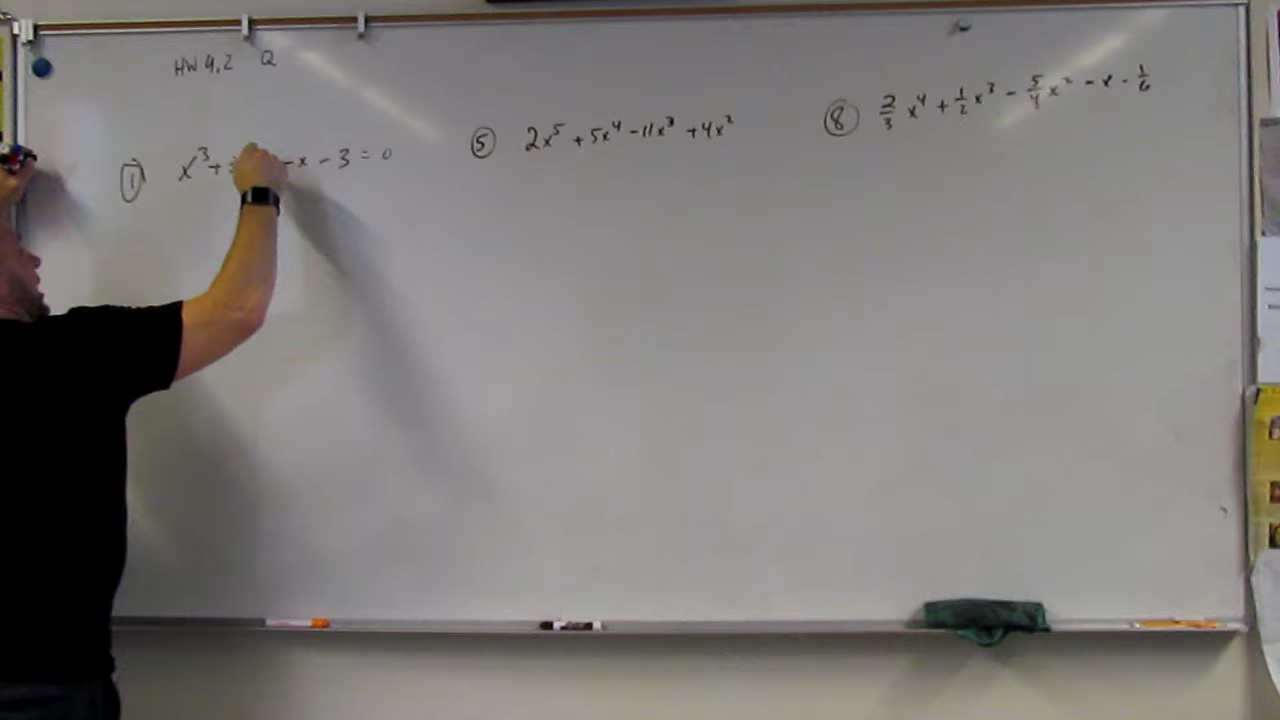 HW 4.2 Q
① x³ + - x - 3 = 0
⑤ 2x⁵ + 5x⁴ - 11x³ + 4x²
⑧ 2/3 x⁴ + 1/2 x³ - 5/4 x² - x - 1/6